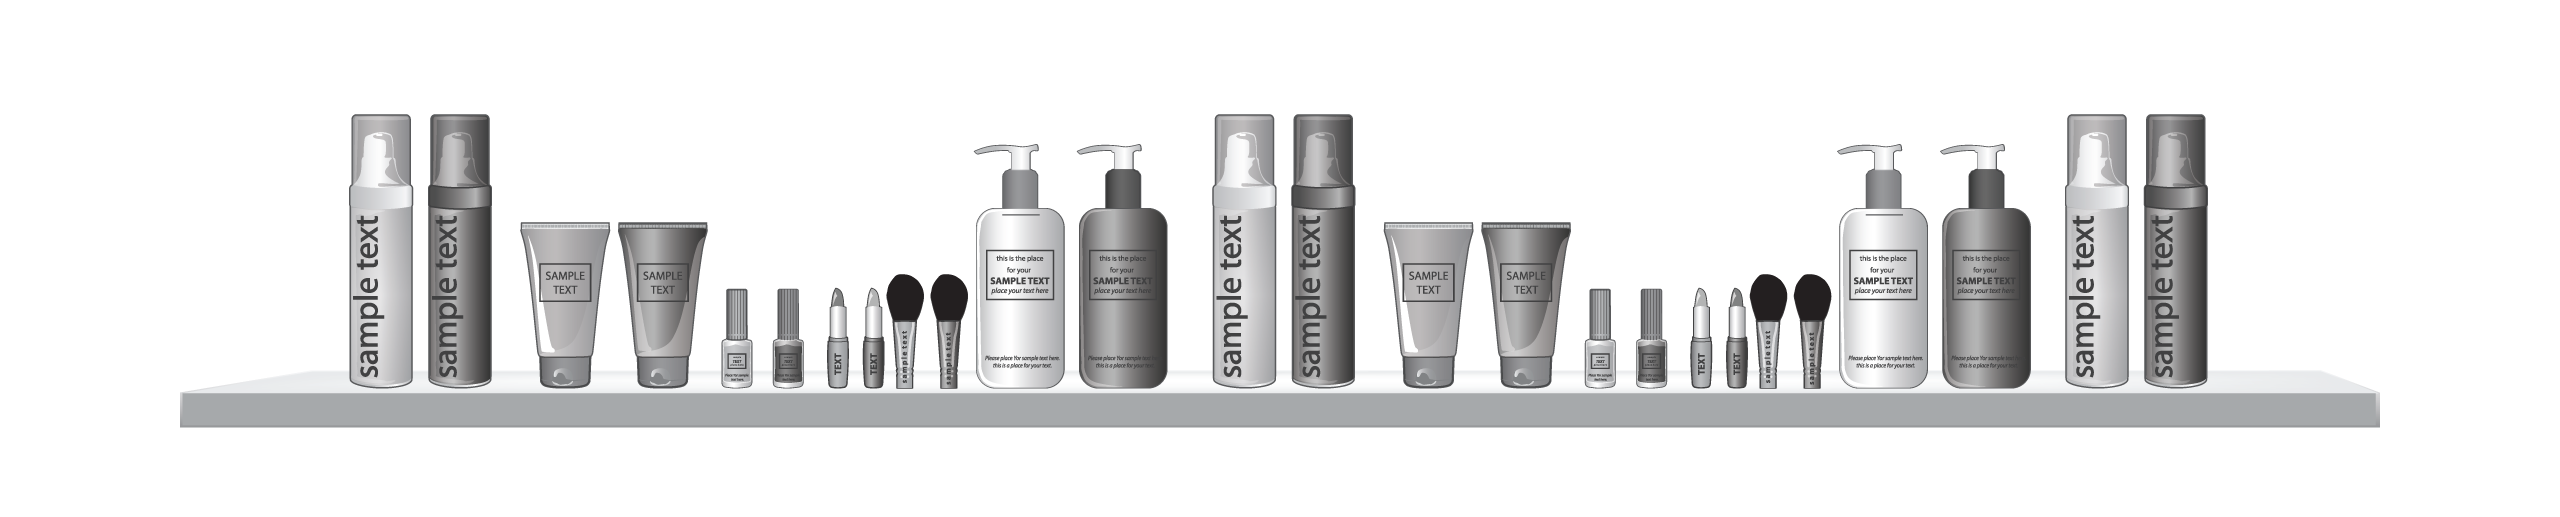 sample text
sample text
SAMPLE
TEXT
SAMPLE
TEXT
TEXT
TEXT
TEXT
TEXT
sample text
sample text
this is the place
for your
SAMPLE TEXT
place your text here
Please place Yor sample text here.
this is a place for your text.
this is the place
for your
SAMPLE TEXT
place your text here
Please place Yor sample text
this is a place for your text.
sample text
sample text
SAMPLE
TEXT
SAMPLE
TEXT
TEXT
TEXT
TEXT
TEXT
sample text
sample text
this is the place
for your
SAMPLE TEXT
place your text here
Please place Yor sample text here.
this is a place for your text.
this is the place
for your
SAMPLE TEXT
place your text here
Please place Yor sample text
this is a place for your text.
sample text
sample text